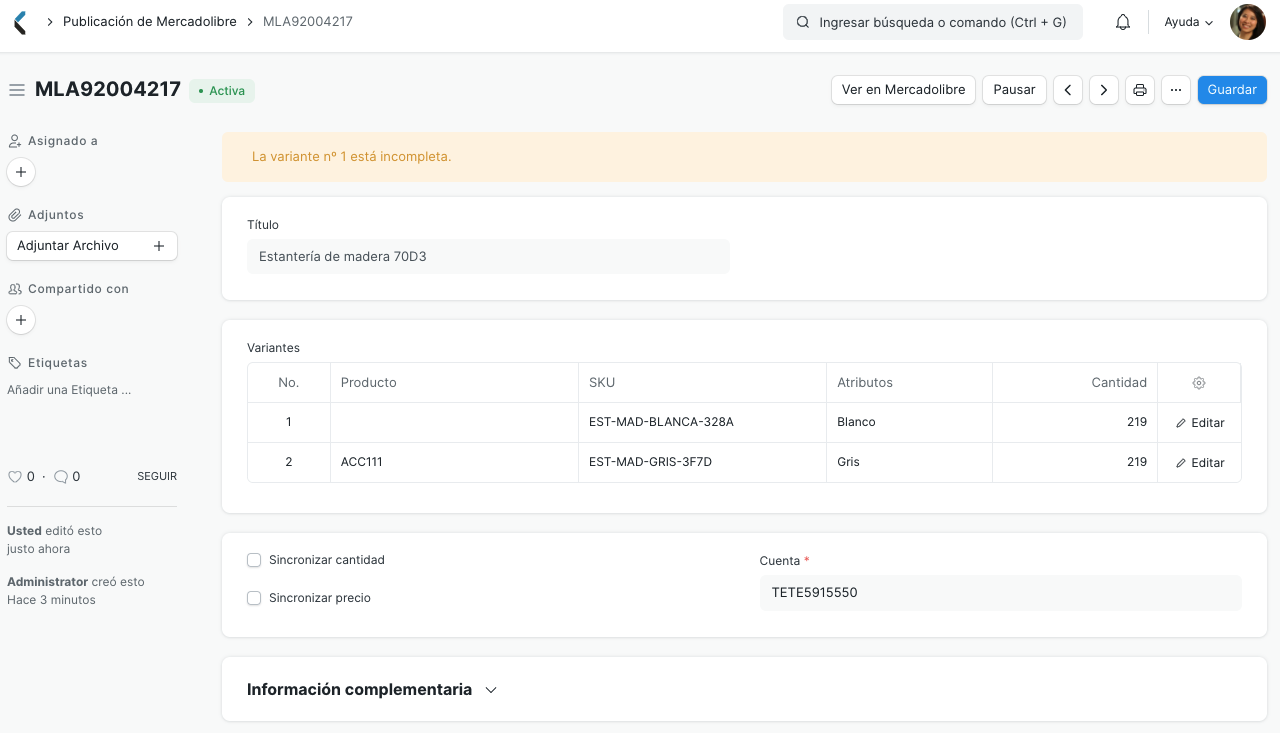 Publicación de Mercadolibre MLA92004217
Ingresar búsqueda o comando (Ctrl + G)
Ayuda
MLA92004217
Activa
Ver en Mercadolibre
Pausar
Guardar
Asignado a
Adjuntos
Adjuntar Archivo
Compartido con
Etiquetas
Añadir una Etiqueta ...
0 · 0 SEGUIR
Usted editó esto
justo ahora
Administrator creó esto
Hace 3 minutos
La variante nº 1 está incompleta.
Título
Estantería de madera 70D3
Variantes
No. Producto SKU Atributos Cantidad
1 EST-MAD-BLANCA-328A Blanco 219 Editar
2 ACC111 EST-MAD-GRIS-3F7D Gris 219 Editar
Sincronizar cantidad
Sincronizar precio
Cuenta *
TETE5915550
Información complementaria